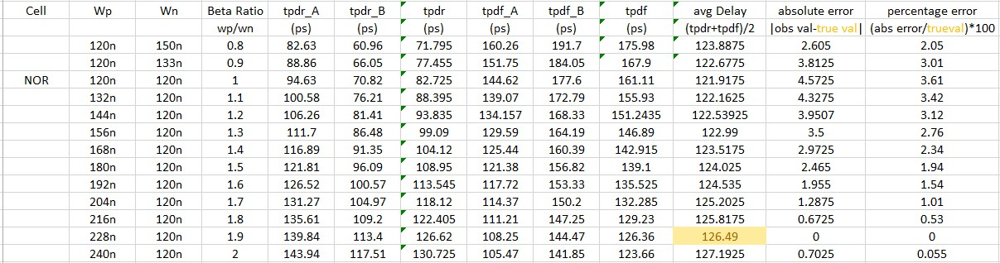 Cell Wp Wn Beta Ratio tpdr_A tpdr_B tpdr tpdf_A tpdf_B tpdf avg Delay absolute error percentage error
wp/wn (ps) (ps) (ps) (ps) (ps) (ps) (tpdr+tpdf)/2 |obs val-true val| (abs error/trueval)*100
120n 150n 0.8 82.63 60.96 71.795 160.26 191.7 175.98 123.8875 2.605 2.05
120n 133n 0.9 88.86 66.05 77.455 151.75 184.05 167.9 122.6775 3.8125 3.01
NOR 120n 120n 1 94.63 70.82 82.725 144.62 177.6 161.11 121.9175 4.5725 3.61
132n 120n 1.1 100.58 76.21 88.395 139.07 172.79 155.93 122.1625 4.3275 3.42
144n 120n 1.2 106.26 81.41 93.835 134.157 168.33 151.2435 122.53925 3.9507 3.12
156n 120n 1.3 111.7 86.48 99.09 129.59 164.19 146.89 122.99 3.5 2.76
168n 120n 1.4 116.89 91.35 104.12 125.44 160.39 142.915 123.5175 2.9725 2.34
180n 120n 1.5 121.81 96.09 108.95 121.38 156.82 139.1 124.025 2.465 1.94
192n 120n 1.6 126.52 100.57 113.545 117.72 153.33 135.525 124.535 1.955 1.54
204n 120n 1.7 131.27 104.97 118.12 114.37 150.2 132.285 125.2025 1.2875 1.01
216n 120n 1.8 135.61 109.2 122.405 111.21 147.25 129.23 125.8175 0.6725 0.53
228n 120n 1.9 139.84 113.4 126.62 108.25 144.47 126.36 126.49 0 0
240n 120n 2 143.94 117.51 130.725 105.47 141.85 123.66 127.1925 0.7025 0.055